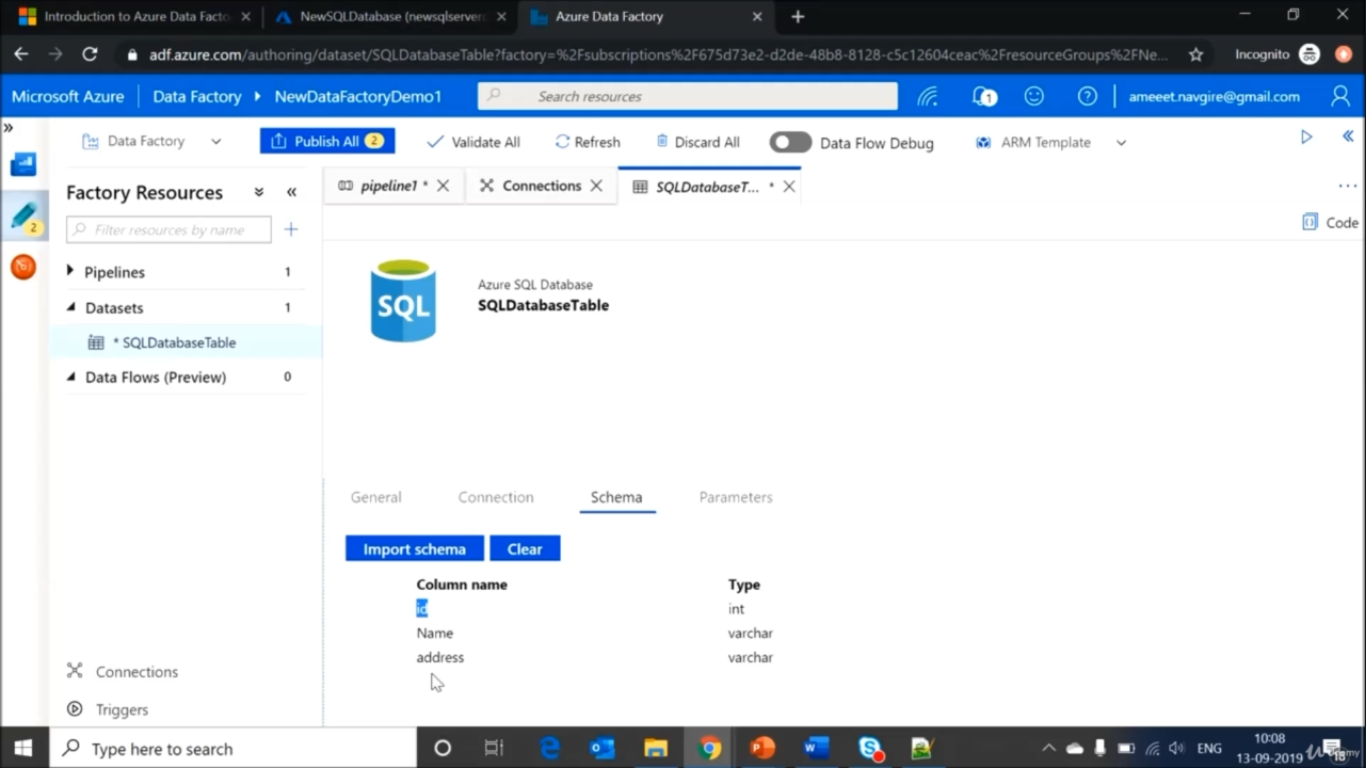 Introduction to Azure Data Facto
NewSQLDatabase (newsqlserver
Azure Data Factory
adf.azure.com/authoring/dataset/SQLDatabaseTable?factory=%2Fsubscriptions%2F675d73e2-d2de-48b8-8128-c5c12604ceac%2FresourceGroups%2FNe...
Incognito
Microsoft Azure
Data Factory
NewDataFactoryDemo1
Search resources
1
ameeet.navgire@gmail.com
Data Factory
Publish All 2
Validate All
Refresh
Discard All
Data Flow Debug
ARM Template
2
Factory Resources
pipeline1 *
Connections
SQLDatabaseT... *
Filter resources by name
Code
Pipelines 1
Datasets 1
* SQLDatabaseTable
Data Flows (Preview) 0
SQL
Azure SQL Database
SQLDatabaseTable
General
Connection
Schema
Parameters
Import schema
Clear
Column name Type
id int
Name varchar
address varchar
Connections
Triggers
Type here to search
ENG
10:08
13-09-2019
18